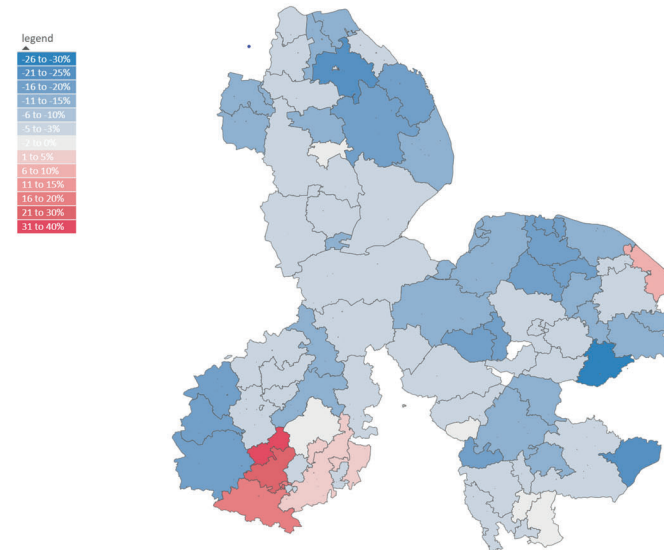 legend
-26 to -30%
-21 to -25%
-16 to -20%
-11 to -15%
-6 to -10%
-5 to -3%
-2 to 0%
1 to 5%
6 to 10%
11 to 15%
16 to 20%
21 to 30%
31 to 40%